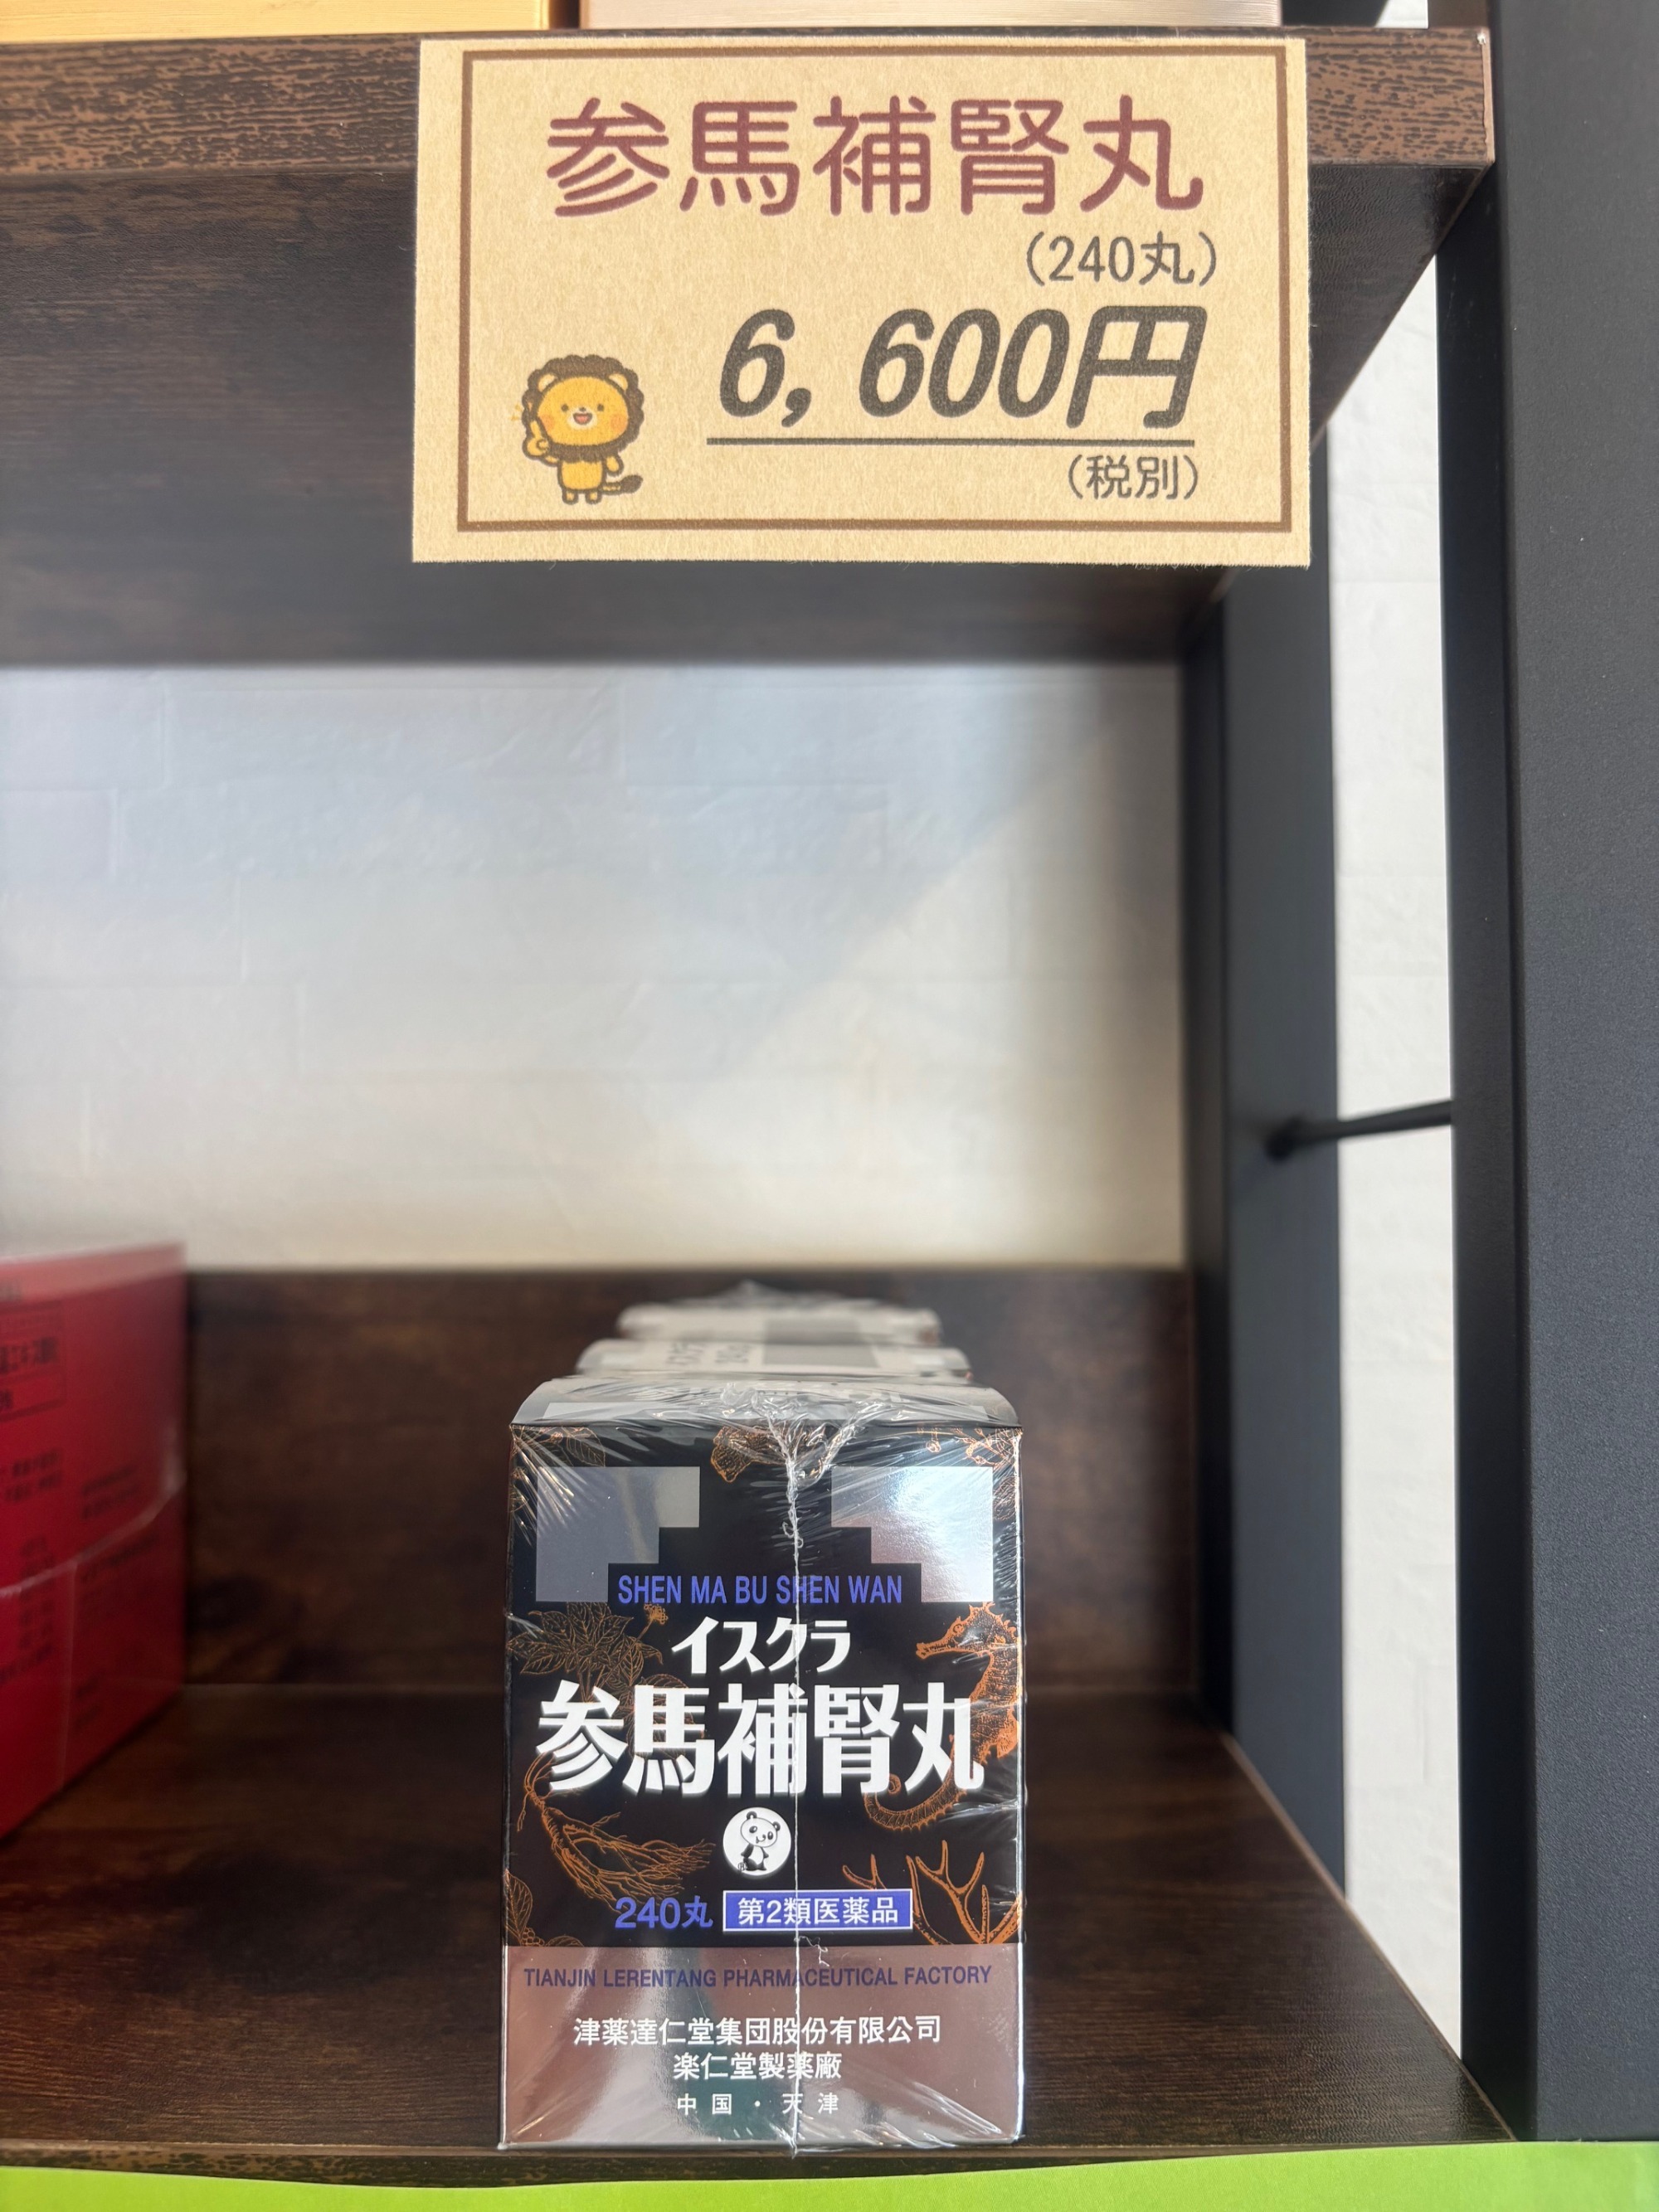 参馬補腎丸
(240丸)
6,600円
(税別)
SHEN MA BU SHEN WAN
イスクラ
参馬補腎丸
240丸 第2類医薬品
TIANJIN LERENTANG PHARMACEUTICAL FACTORY
津薬達仁堂集団股份有限公司
楽仁堂製薬廠
中国・天津